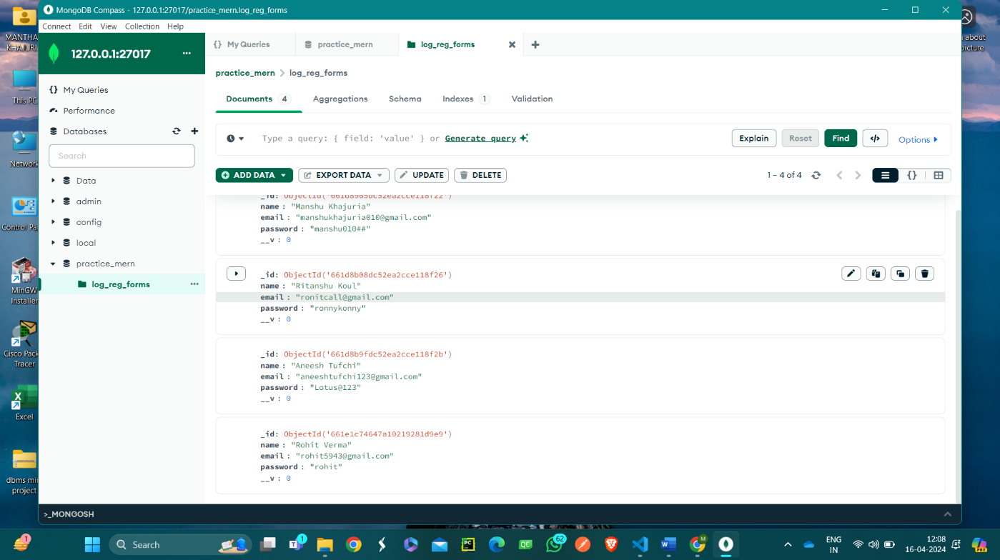 MongoDB Compass - 127.0.0.1:27017/practice_mern.log_reg_forms
Connect Edit View Collection Help
127.0.0.1:27017 ...
{} My Queries
practice_mern
log_reg_forms
My Queries
Performance
Databases
Search
Data
admin
config
local
practice_mern
log_reg_forms ...
practice_mern > log_reg_forms
Documents 4 Aggregations Schema Indexes 1 Validation
Type a query: { field: 'value' } or Generate query
Explain Reset Find </> Options
ADD DATA EXPORT DATA UPDATE DELETE
1 – 4 of 4
{}
_id: ObjectId('661d8965dc52ea2cce118f22')
name : "Manshu Khajuria"
email : "manshukhajuria010@gmail.com"
password : "manshu010##"
__v : 0
_id: ObjectId('661d8b08dc52ea2cce118f26')
name : "Ritanshu Koul"
email : "ronitcall@gmail.com"
password : "ronnykonny"
__v : 0
_id: ObjectId('661d8b9fdc52ea2cce118f2b')
name : "Aneesh Tufchi"
email : "aneeshtufchi123@gmail.com"
password : "Lotus@123"
__v : 0
_id: ObjectId('661e1c74647a10219281d9e9')
name : "Rohit Verma"
email : "rohit5943@gmail.com"
password : "rohit"
__v : 0
>_MONGOSH
MANTHA
KHAJURI
This PC
Network
Control Pa
MinGW
Installer
Cisco Pack
Tracer
Excel
dbms mi
project
about
picture
1
Search
1
62
ENG
IN
12:08
16-04-2024